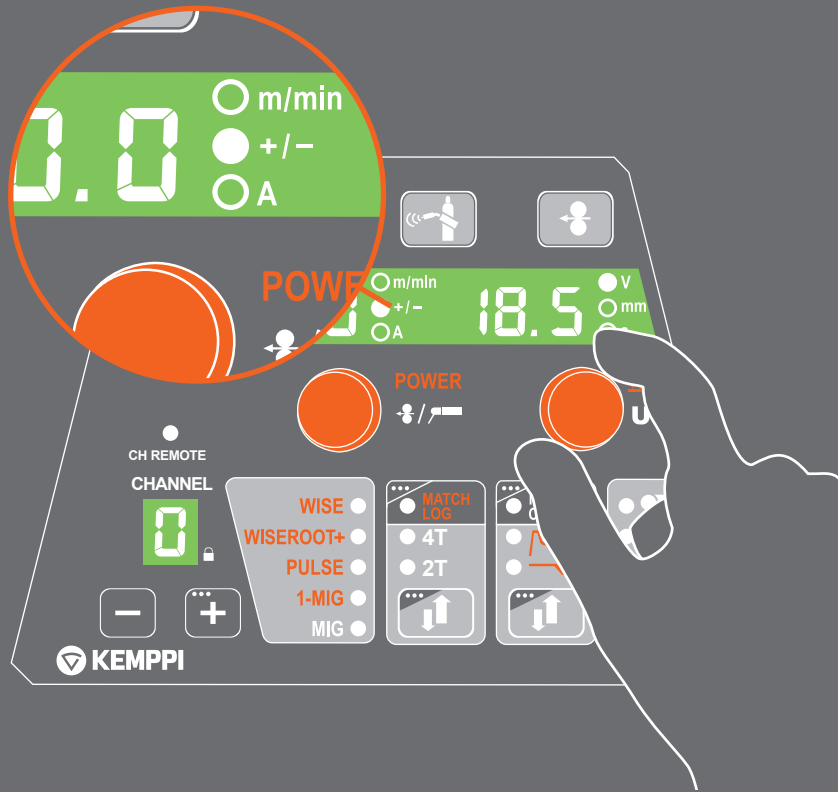 0.0
m/min
+/−
A
POWE
m/min
+/−
A
18.5
V
mm
POWER
CH REMOTE
CHANNEL
0
WISE
WISEROOT+
PULSE
1-MIG
MIG
MATCH
LOG
4T
2T
− +
KEMPPI